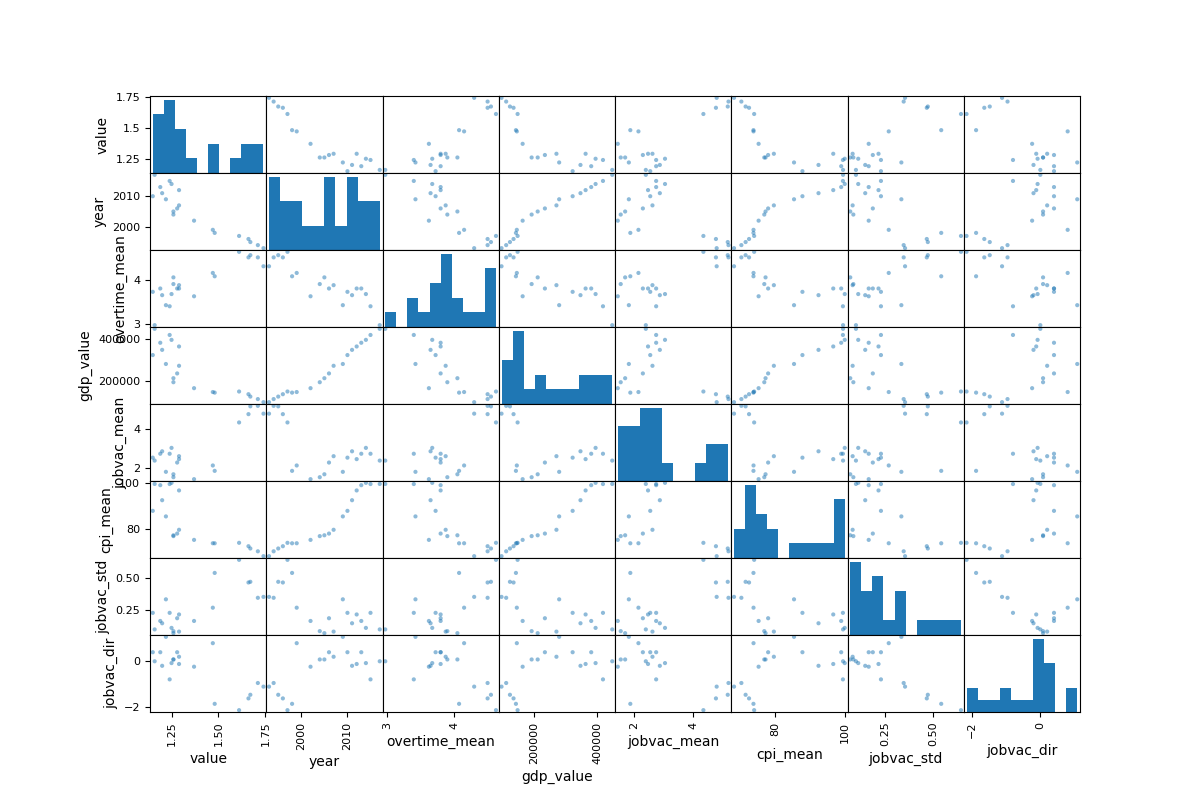 1.75
1.5
1.25
value
2010
2000
year
4
3
overtime_mean
400000
200000
gdp_value
4
2
jobvac_mean
100
80
cpi_mean
0.50
0.25
jobvac_std
0
−2
jobvac_dir
1.25 1.50 1.75 2000 2010 3 4 200000 400000 2 4 80 100 0.25 0.50 −2 0
value year overtime_mean gdp_value jobvac_mean cpi_mean jobvac_std jobvac_dir